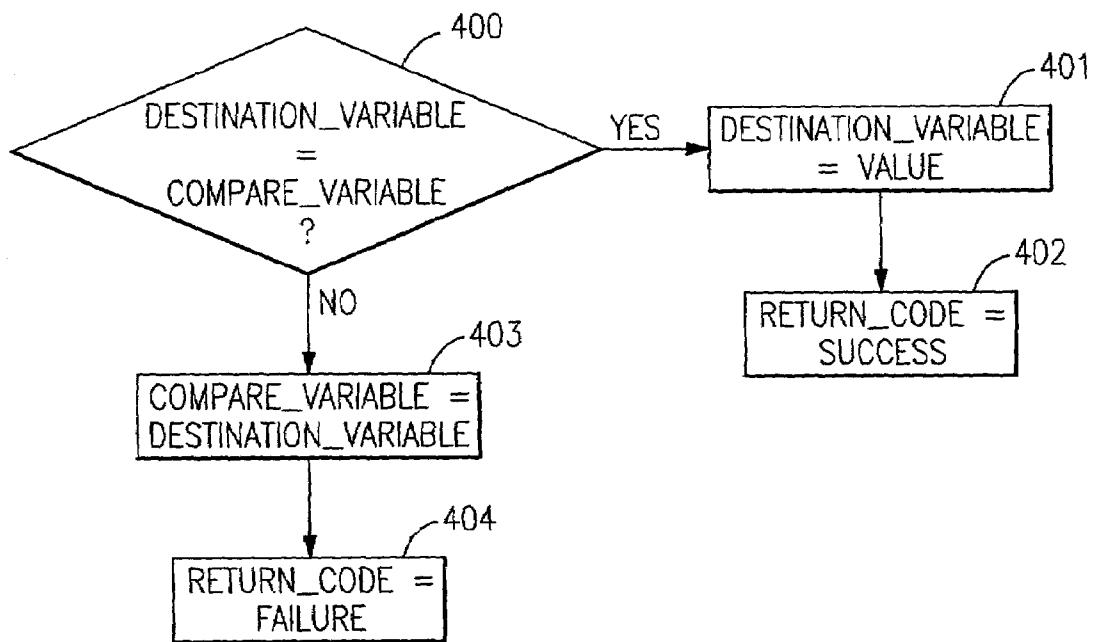 400
DESTINATION_VARIABLE
=
COMPARE_VARIABLE
?
YES
401
DESTINATION_VARIABLE
= VALUE
402
RETURN_CODE =
SUCCESS
NO
403
COMPARE_VARIABLE =
DESTINATION_VARIABLE
404
RETURN_CODE =
FAILURE